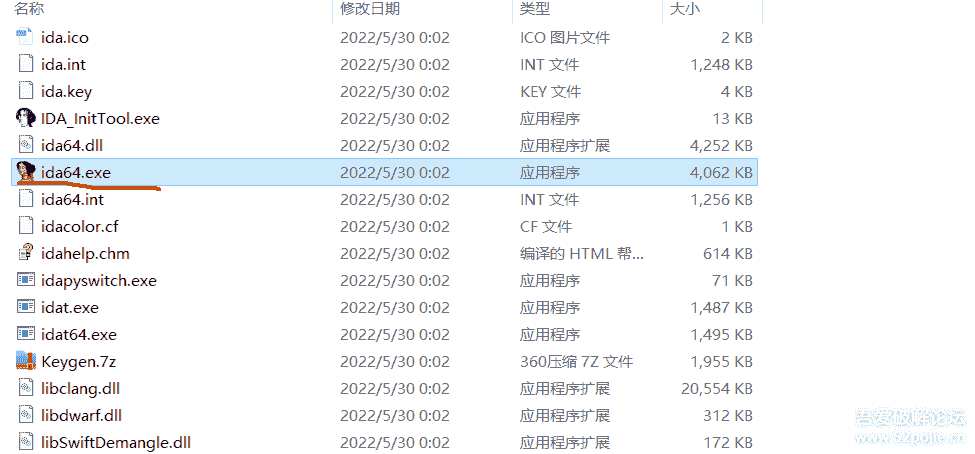 名称 修改日期 类型 大小
ida.ico 2022/5/30 0:02 ICO 图片文件 2 KB
ida.int 2022/5/30 0:02 INT 文件 1,248 KB
ida.key 2022/5/30 0:02 KEY 文件 4 KB
IDA_InitTool.exe 2022/5/30 0:02 应用程序 13 KB
ida64.dll 2022/5/30 0:02 应用程序扩展 4,252 KB
ida64.exe 2022/5/30 0:02 应用程序 4,062 KB
ida64.int 2022/5/30 0:02 INT 文件 1,256 KB
idacolor.cf 2022/5/30 0:02 CF 文件 1 KB
idahelp.chm 2022/5/30 0:02 编译的 HTML 帮... 614 KB
idapyswitch.exe 2022/5/30 0:02 应用程序 71 KB
idat.exe 2022/5/30 0:02 应用程序 1,487 KB
idat64.exe 2022/5/30 0:02 应用程序 1,495 KB
Keygen.7z 2022/5/30 0:02 360压缩 7Z 文件 1,955 KB
libclang.dll 2022/5/30 0:02 应用程序扩展 20,554 KB
libdwarf.dll 2022/5/30 0:02 应用程序扩展 312 KB
libSwiftDemangle.dll 2022/5/30 0:02 应用程序扩展 172 KB
吾爱破解论坛
www.52pojie.cn